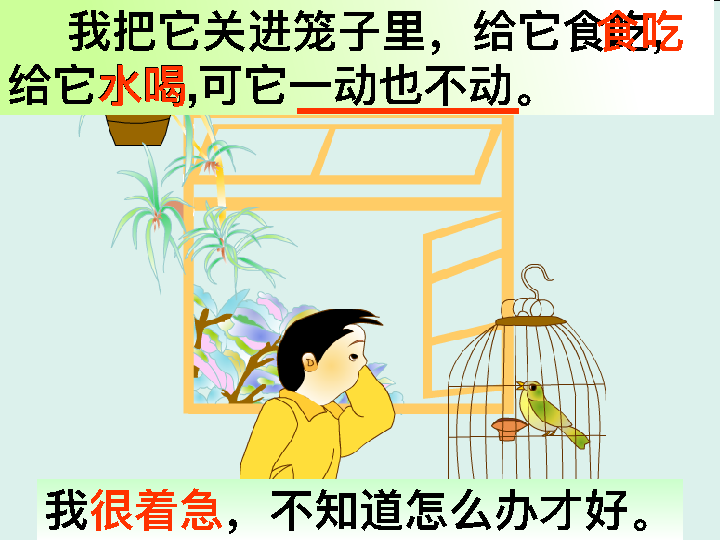 我把它关进笼子里，给它食吃，
给它水喝，可它一动也不动。
我很着急，不知道怎么办才好。